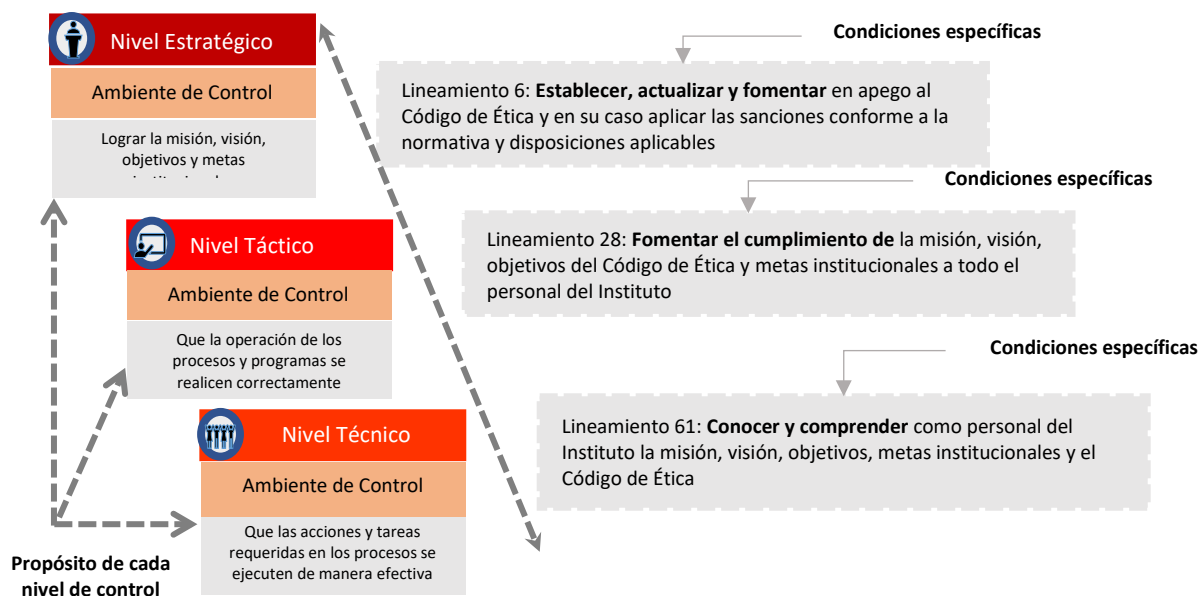 Nivel Estratégico
Ambiente de Control
Lograr la misión, visión,
objetivos y metas
Condiciones específicas
Lineamiento 6: Establecer, actualizar y fomentar en apego al
Código de Ética y en su caso aplicar las sanciones conforme a la
normativa y disposiciones aplicables
Nivel Táctico
Ambiente de Control
Que la operación de los
procesos y programas se
realicen correctamente
Condiciones específicas
Lineamiento 28: Fomentar el cumplimiento de la misión, visión,
objetivos del Código de Ética y metas institucionales a todo el
personal del Instituto
Nivel Técnico
Ambiente de Control
Que las acciones y tareas
requeridas en los procesos se
ejecuten de manera efectiva
Condiciones específicas
Lineamiento 61: Conocer y comprender como personal del
Instituto la misión, visión, objetivos, metas institucionales y el
Código de Ética
Propósito de cada
nivel de control